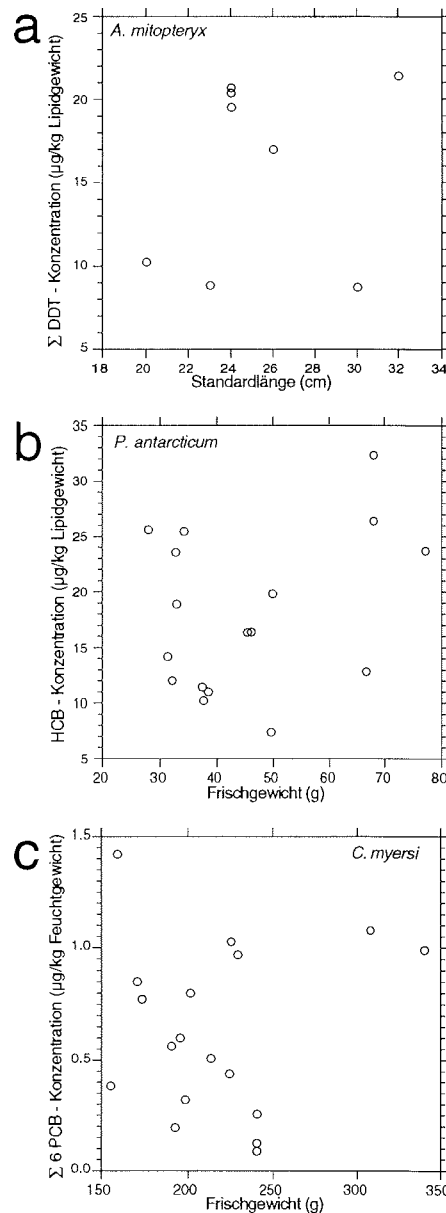 a
A. mitopteryx
Σ DDT - Konzentration (µg/kg Lipidgewicht)
25
20
15
10
5
18 20 22 24 26 28 30 32 34
Standardlänge (cm)
b
P. antarcticum
HCB - Konzentration (µg/kg Lipidgewicht)
35
30
25
20
15
10
5
20 30 40 50 60 70 80
Frischgewicht (g)
c
C. myersi
Σ 6 PCB - Konzentration (µg/kg Feuchtgewicht)
1.5
1.0
0.5
0.0
150 200 250 300 350
Frischgewicht (g)